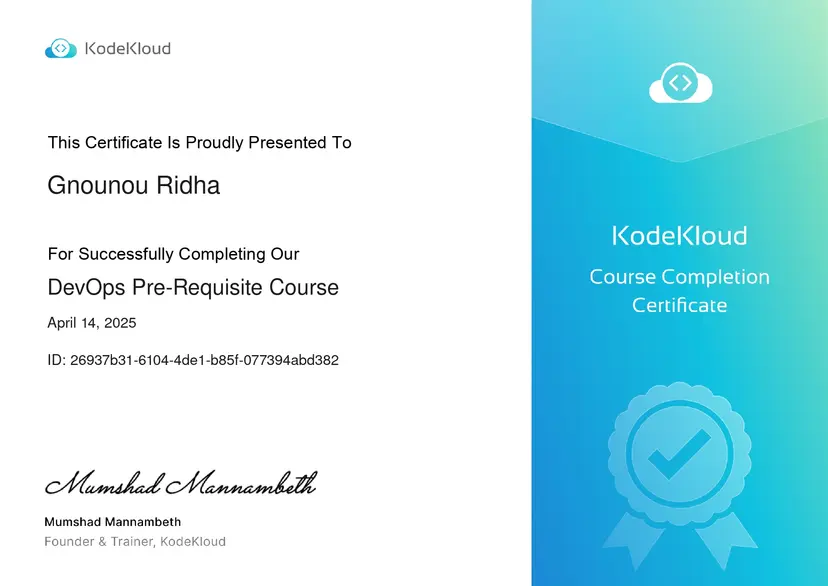 KodeKloud
This Certificate Is Proudly Presented To
Gnounou Ridha
For Successfully Completing Our
DevOps Pre-Requisite Course
April 14, 2025
ID: 26937b31-6104-4de1-b85f-077394abd382
Mumshad Mannambeth
Mumshad Mannambeth
Founder & Trainer, KodeKloud
KodeKloud
Course Completion
Certificate